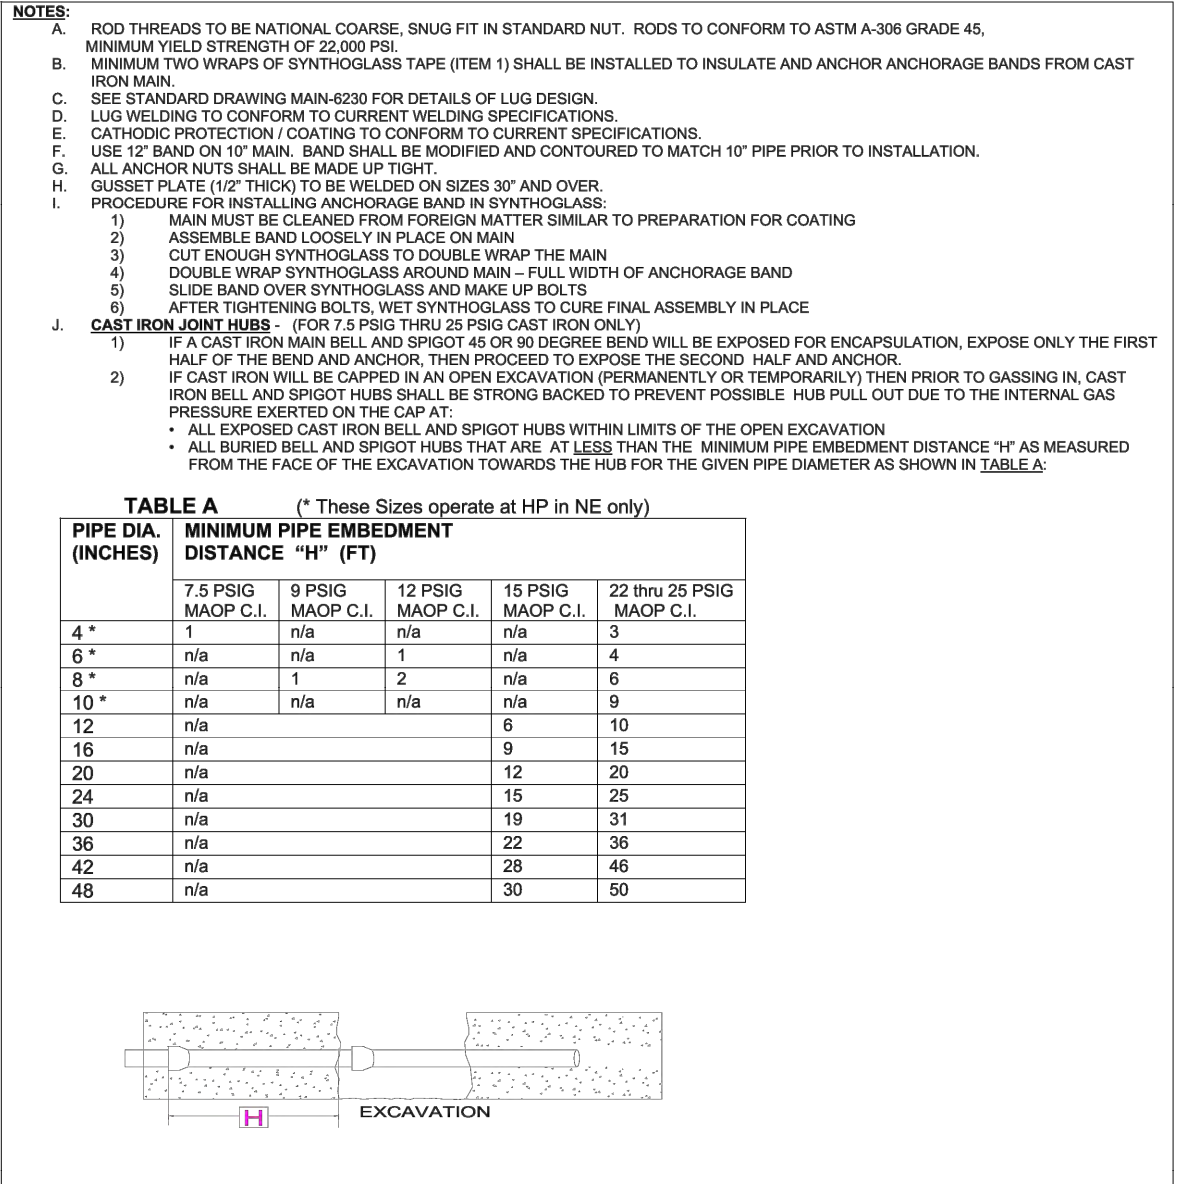 NOTES:
A. ROD THREADS TO BE NATIONAL COARSE, SNUG FIT IN STANDARD NUT. RODS TO CONFORM TO ASTM A-306 GRADE 45,
MINIMUM YIELD STRENGTH OF 22,000 PSI.
B. MINIMUM TWO WRAPS OF SYNTHOGLASS TAPE (ITEM 1) SHALL BE INSTALLED TO INSULATE AND ANCHOR ANCHORAGE BANDS FROM CAST
IRON MAIN.
C. SEE STANDARD DRAWING MAIN-6230 FOR DETAILS OF LUG DESIGN.
D. LUG WELDING TO CONFORM TO CURRENT WELDING SPECIFICATIONS.
E. CATHODIC PROTECTION / COATING TO CONFORM TO CURRENT SPECIFICATIONS.
F. USE 12" BAND ON 10" MAIN. BAND SHALL BE MODIFIED AND CONTOURED TO MATCH 10" PIPE PRIOR TO INSTALLATION.
G. ALL ANCHOR NUTS SHALL BE MADE UP TIGHT.
H. GUSSET PLATE (1/2" THICK) TO BE WELDED ON SIZES 30" AND OVER.
I. PROCEDURE FOR INSTALLING ANCHORAGE BAND IN SYNTHOGLASS:
1) MAIN MUST BE CLEANED FROM FOREIGN MATTER SIMILAR TO PREPARATION FOR COATING
2) ASSEMBLE BAND LOOSELY IN PLACE ON MAIN
3) CUT ENOUGH SYNTHOGLASS TO DOUBLE WRAP THE MAIN
4) DOUBLE WRAP SYNTHOGLASS AROUND MAIN – FULL WIDTH OF ANCHORAGE BAND
5) SLIDE BAND OVER SYNTHOGLASS AND MAKE UP BOLTS
6) AFTER TIGHTENING BOLTS, WET SYNTHOGLASS TO CURE FINAL ASSEMBLY IN PLACE
J. CAST IRON JOINT HUBS - (FOR 7.5 PSIG THRU 25 PSIG CAST IRON ONLY)
1) IF A CAST IRON MAIN BELL AND SPIGOT 45 OR 90 DEGREE BEND WILL BE EXPOSED FOR ENCAPSULATION, EXPOSE ONLY THE FIRST
HALF OF THE BEND AND ANCHOR, THEN PROCEED TO EXPOSE THE SECOND HALF AND ANCHOR.
2) IF CAST IRON WILL BE CAPPED IN AN OPEN EXCAVATION (PERMANENTLY OR TEMPORARILY) THEN PRIOR TO GASSING IN, CAST
IRON BELL AND SPIGOT HUBS SHALL BE STRONG BACKED TO PREVENT POSSIBLE HUB PULL OUT DUE TO THE INTERNAL GAS
PRESSURE EXERTED ON THE CAP AT:
• ALL EXPOSED CAST IRON BELL AND SPIGOT HUBS WITHIN LIMITS OF THE OPEN EXCAVATION
• ALL BURIED BELL AND SPIGOT HUBS THAT ARE AT LESS THAN THE MINIMUM PIPE EMBEDMENT DISTANCE "H" AS MEASURED
FROM THE FACE OF THE EXCAVATION TOWARDS THE HUB FOR THE GIVEN PIPE DIAMETER AS SHOWN IN TABLE A:
TABLE A (* These Sizes operate at HP in NE only)
PIPE DIA. MINIMUM PIPE EMBEDMENT
(INCHES) DISTANCE "H" (FT)
7.5 PSIG 9 PSIG 12 PSIG 15 PSIG 22 thru 25 PSIG
MAOP C.I. MAOP C.I. MAOP C.I. MAOP C.I. MAOP C.I.
4 * 1 n/a n/a n/a 3
6 * n/a n/a 1 n/a 4
8 * n/a 1 2 n/a 6
10 * n/a n/a n/a n/a 9
12 n/a 6 10
16 n/a 9 15
20 n/a 12 20
24 n/a 15 25
30 n/a 19 31
36 n/a 22 36
42 n/a 28 46
48 n/a 30 50
EXCAVATION
H